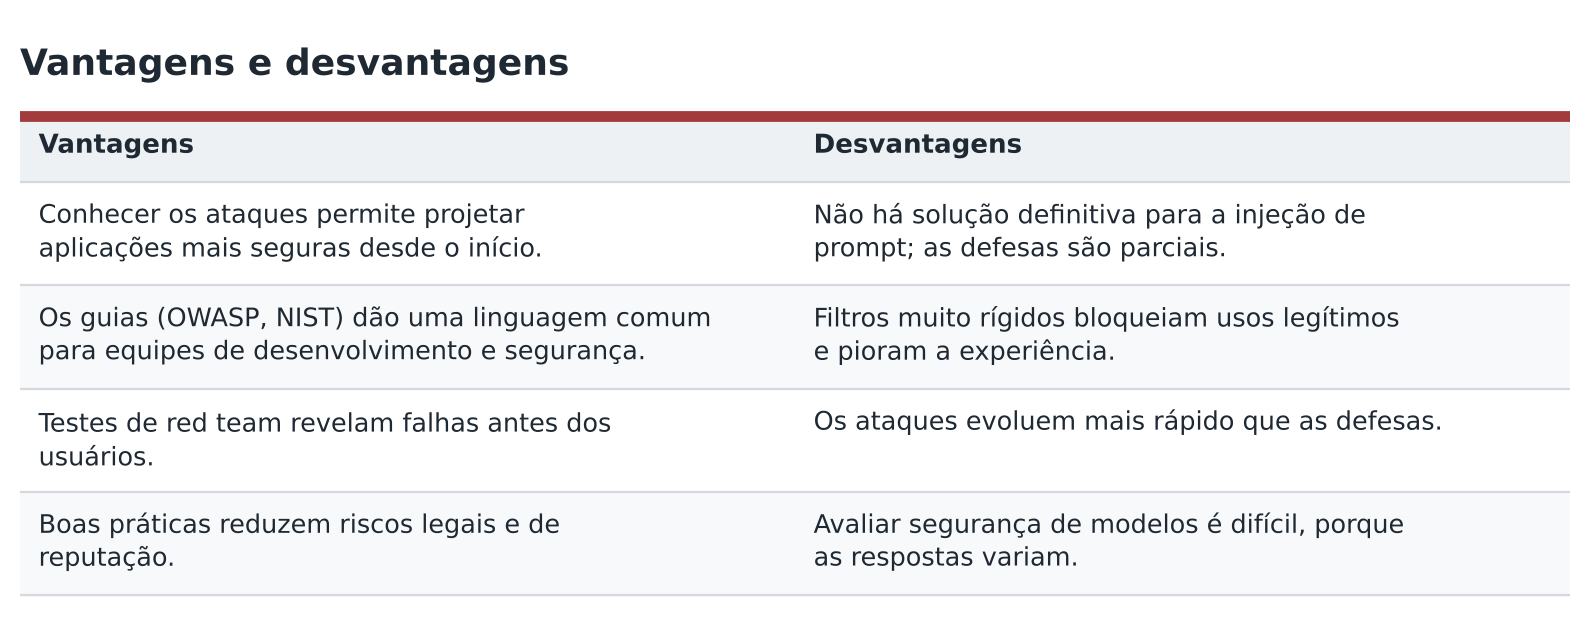 Vantagens e desvantagens
Vantagens
Desvantagens
Conhecer os ataques permite projetar
aplicações mais seguras desde o início.
Não há solução definitiva para a injeção de
prompt; as defesas são parciais.
Os guias (OWASP, NIST) dão uma linguagem comum
para equipes de desenvolvimento e segurança.
Filtros muito rígidos bloqueiam usos legítimos
e pioram a experiência.
Testes de red team revelam falhas antes dos
usuários.
Os ataques evoluem mais rápido que as defesas.
Boas práticas reduzem riscos legais e de
reputação.
Avaliar segurança de modelos é difícil, porque
as respostas variam.